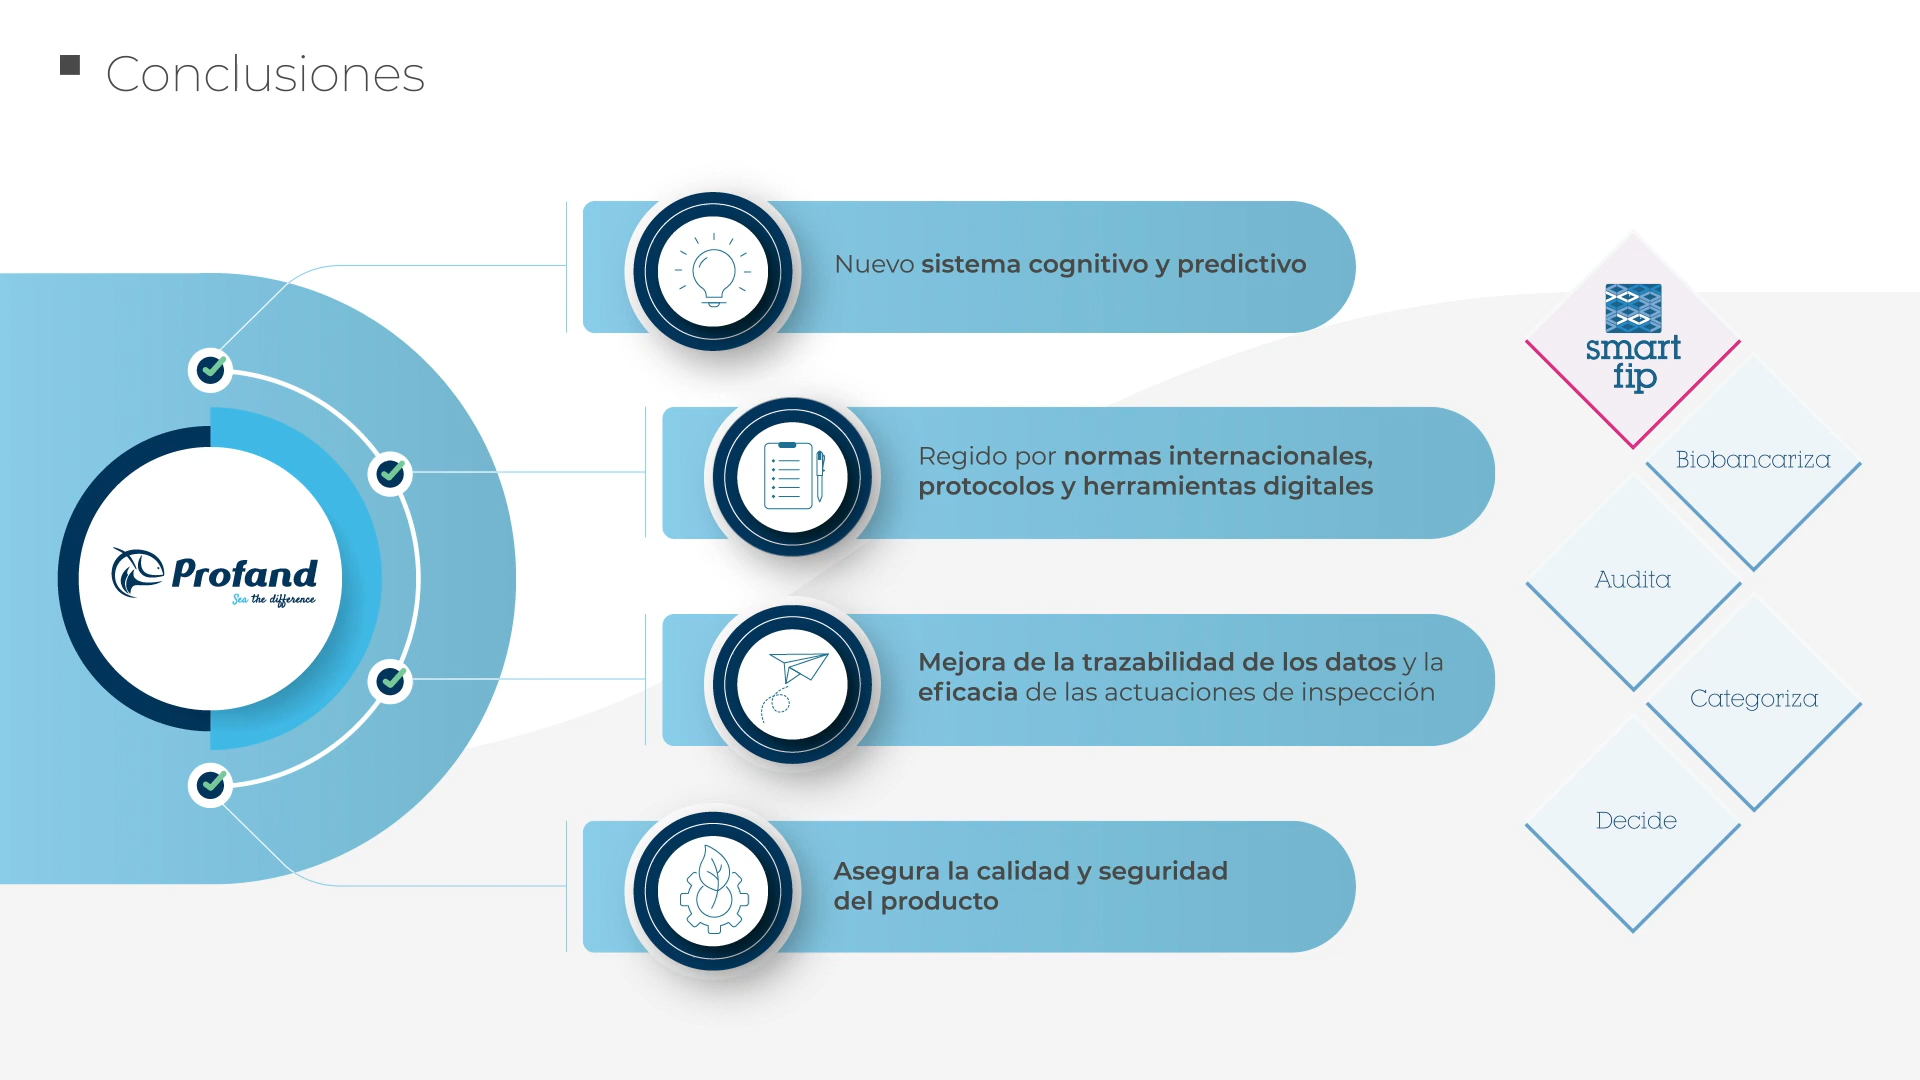 Conclusiones
Profand
Sea the difference
Nuevo sistema cognitivo y predictivo
Regido por normas internacionales,
protocolos y herramientas digitales
Mejora de la trazabilidad de los datos y la
eficacia de las actuaciones de inspección
Asegura la calidad y seguridad
del producto
smart
fip
Biobancariza
Audita
Categoriza
Decide